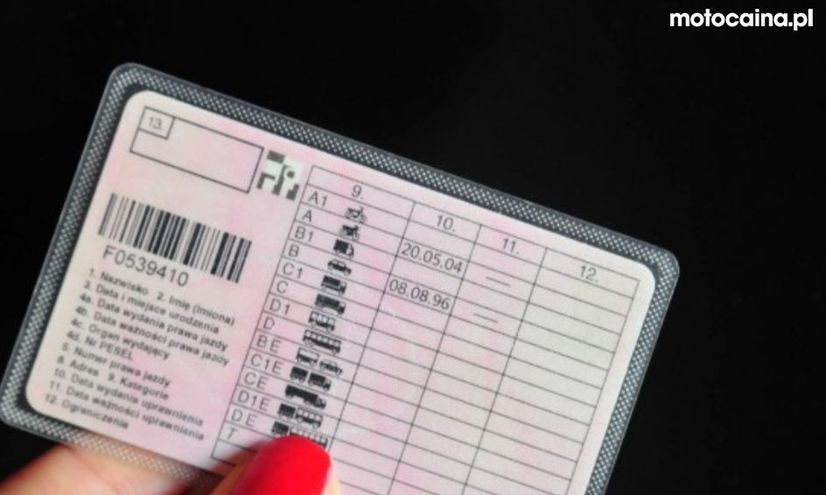 motocaina.pl
13.
F0539410
1. Nazwisko 2. Imię (imiona)
3. Data i miejsce urodzenia
4a. Data wydania prawa jazdy
4b. Data ważności prawa jazdy
4c. Organ wydający
4d. Nr PESEL
5. Numer prawa jazdy
8. Adres 9. Kategorie
10. Data wydania uprawnienia
11. Data ważności uprawnienia
12. Ograniczenia
9. 10. 11. 12.
A1
A 20.05.04 —
B1
B 08.08.96 —
C1
C
D1
D
BE
C1E
CE
D1E
DE
T